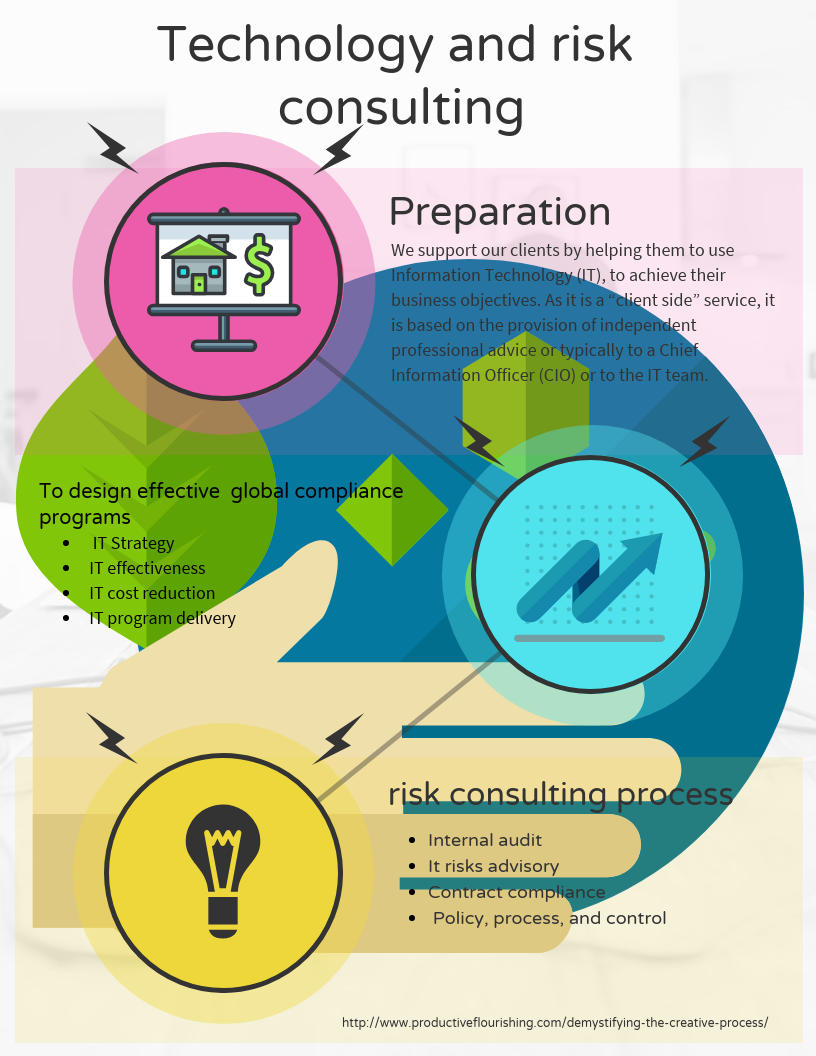 Technology and risk
consulting
Preparation
We support our clients by helping them to use
Information Technology (IT), to achieve their
business objectives. As it is a “client side” service, it
is based on the provision of independent
professional advice or typically to a Chief
Information Officer (CIO) or to the IT team.
To design effective  global compliance
programs
• IT Strategy
• IT effectiveness
• IT cost reduction
• IT program delivery
risk consulting process
• Internal audit
• It risks advisory
• Contract compliance
• Policy, process, and control
http://www.productiveflourishing.com/demystifying-the-creative-process/